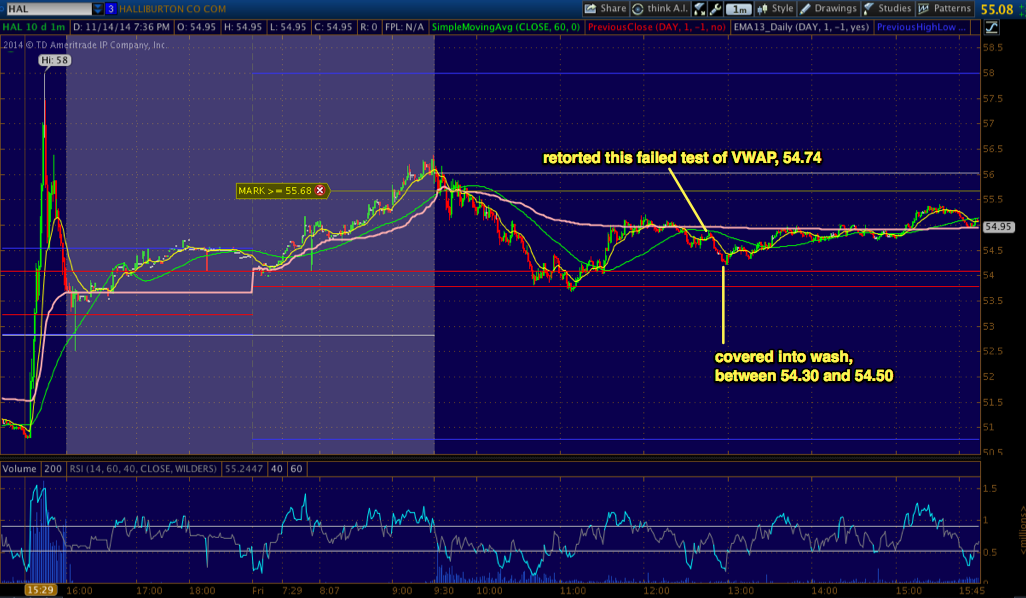 HAL 3 HALLIBURTON CO COM Share think A.I. 1m Style Drawings Studies Patterns 55.08
HAL 10 d 1m D: 11/14/14 7:36 PM O: 54.95 H: 54.95 L: 54.95 C: 54.95 R: 0 FPL: N/A SimpleMovingAvg (CLOSE, 60, 0) PreviousClose (DAY, 1, -1, no) EMA13_Daily (DAY, 1, -1, yes) PreviousHighLow ...
2014 © TD Ameritrade IP Company, Inc.
Hi: 58
58.5
58
57.5
57
56.5
retorted this failed test of VWAP, 54.74
56
MARK >= 55.68
55.5
54.95
54.5
54
53.5
53
52.5
covered into wash,
between 54.30 and 54.50
52
51.5
51
50.5
Volume 200 RSI (14, 60, 40, CLOSE, WILDERS) 55.2447 40 60
1.5
1
0.5
0
<millions>
15:29 16:00 17:00 18:00 Fri 7:29 8:07 9:00 9:30 10:00 11:00 12:00 13:00 14:00 15:00 15:45